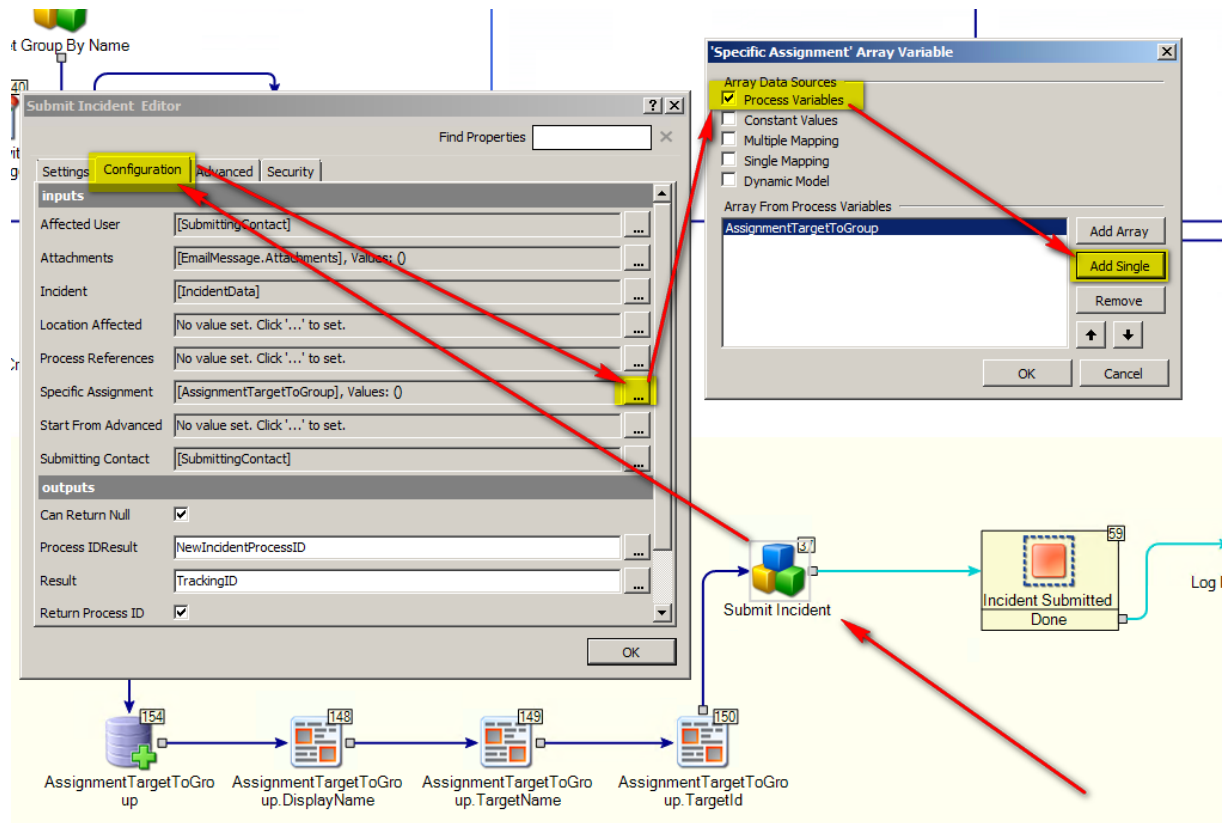 Group By Name
40
Submit Incident Editor
?
Find Properties
Settings
Configuration
Advanced
Security
inputs
Affected User
[SubmittingContact]
...
Attachments
[EmailMessage.Attachments], Values: ()
...
Incident
[IncidentData]
...
Location Affected
No value set. Click '...' to set.
...
Process References
No value set. Click '...' to set.
...
Specific Assignment
[AssignmentTargetToGroup], Values: ()
...
Start From Advanced
No value set. Click '...' to set.
...
Submitting Contact
[SubmittingContact]
...
outputs
Can Return Null
Process IDResult
NewIncidentProcessID
...
Result
TrackingID
...
Return Process ID
OK
'Specific Assignment' Array Variable
Array Data Sources
Process Variables
Constant Values
Multiple Mapping
Single Mapping
Dynamic Model
Array From Process Variables
AssignmentTargetToGroup
Add Array
Add Single
Remove
OK
Cancel
37
Submit Incident
59
Incident Submitted
Done
Log
154
AssignmentTargetToGro
up
148
AssignmentTargetToGro
up.DisplayName
149
AssignmentTargetToGro
up.TargetName
150
AssignmentTargetToGro
up.TargetId